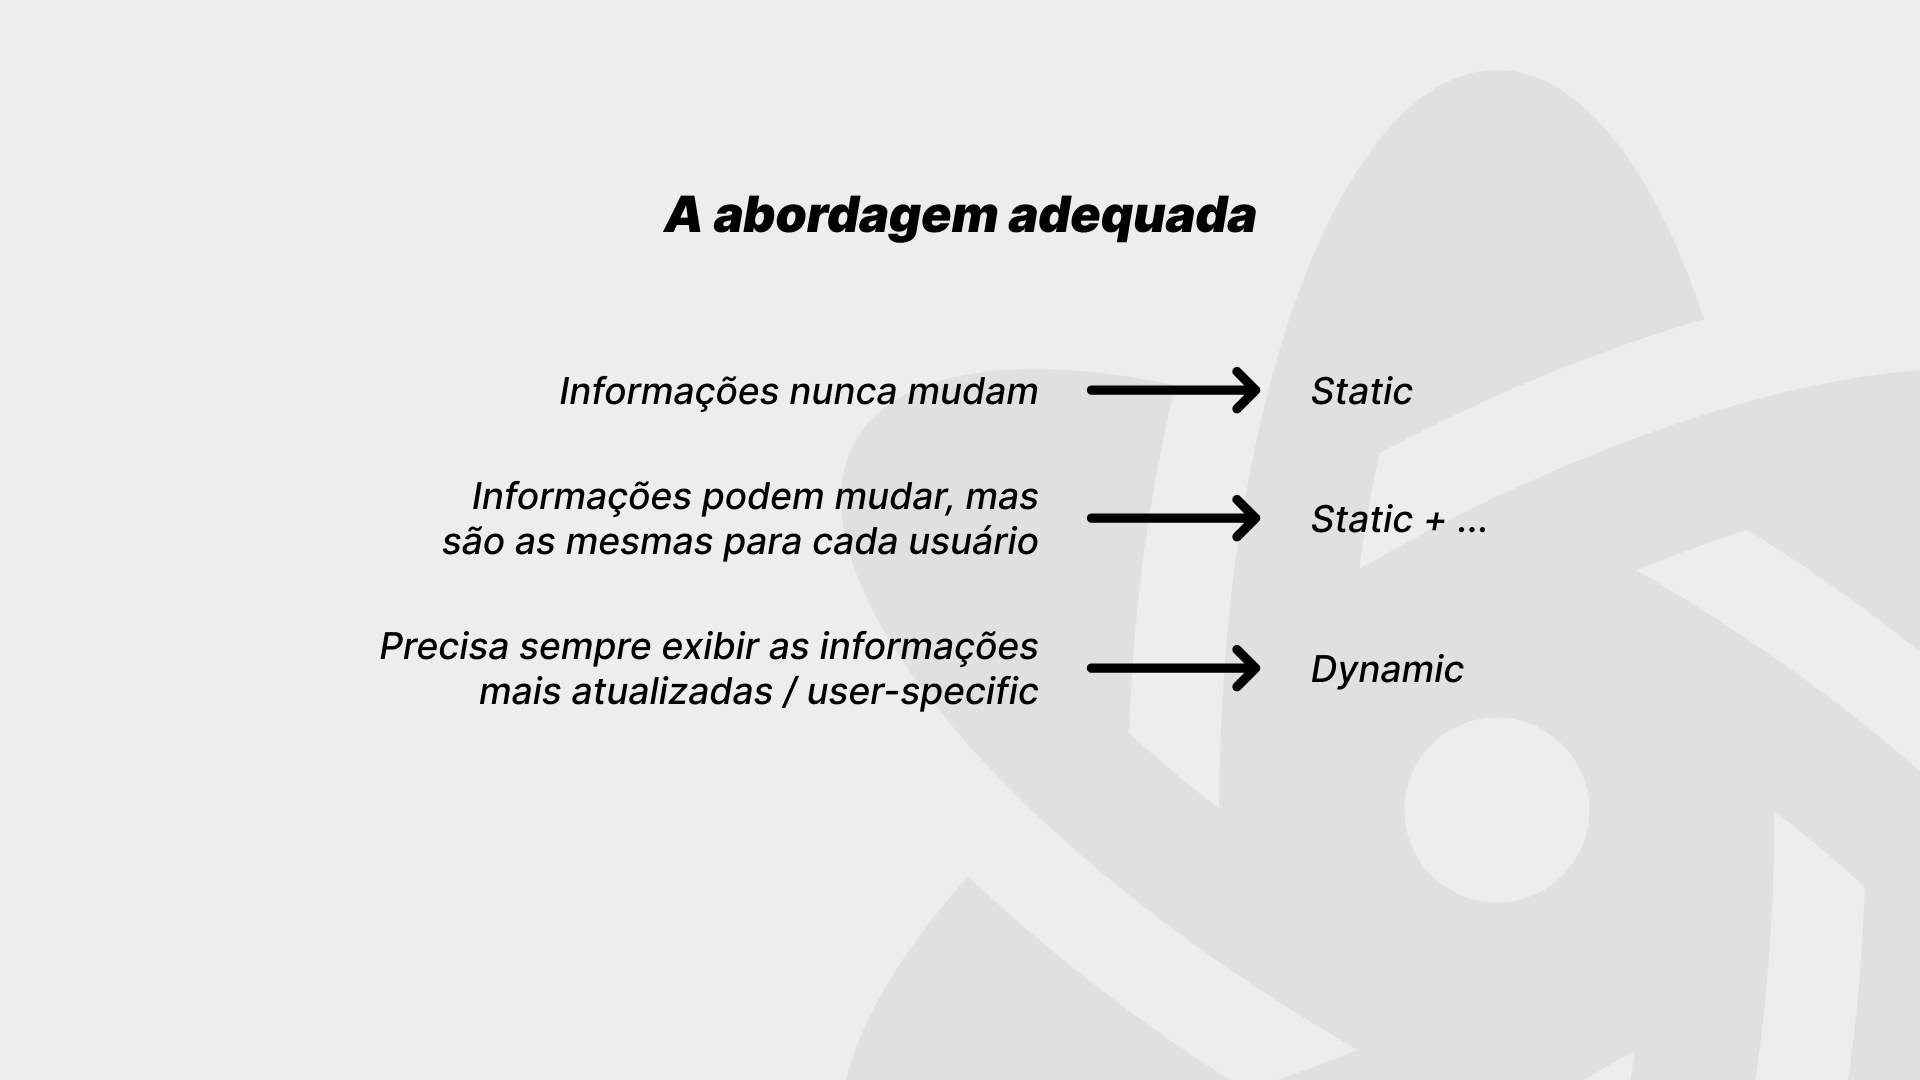 A abordagem adequada
Informações nunca mudam → Static
Informações podem mudar, mas
são as mesmas para cada usuário → Static + ...
Precisa sempre exibir as informações
mais atualizadas / user-specific → Dynamic